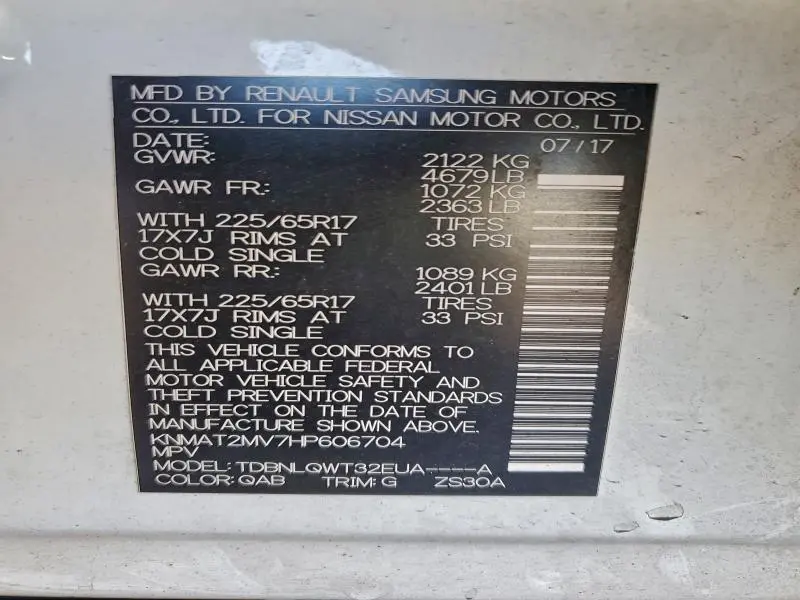 MFD BY RENAULT SAMSUNG MOTORS
CO., LTD. FOR NISSAN MOTOR CO., LTD.
DATE: 07/17
GVWR: 2122 KG
4679 LB
GAWR FR.: 1072 KG
2363 LB
WITH 225/65R17 TIRES
17X7J RIMS AT 33 PSI
COLD SINGLE
GAWR RR.: 1089 KG
2401 LB
WITH 225/65R17 TIRES
17X7J RIMS AT 33 PSI
COLD SINGLE
THIS VEHICLE CONFORMS TO
ALL APPLICABLE FEDERAL
MOTOR VEHICLE SAFETY AND
THEFT PREVENTION STANDARDS
IN EFFECT ON THE DATE OF
MANUFACTURE SHOWN ABOVE.
KNMAT2MV7HP606704
MPV
MODEL: TDBNLQWT32EUA----A
COLOR: QAB TRIM: G ZS30A